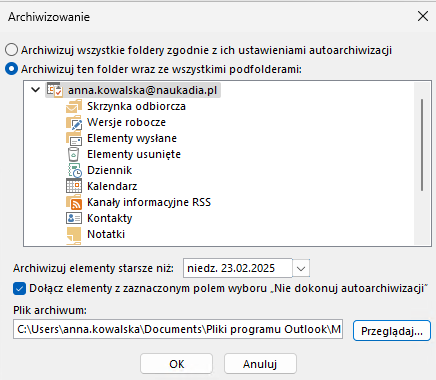 Archiwizowanie
Archiwizuj wszystkie foldery zgodnie z ich ustawieniami autoarchiwizacji
Archiwizuj ten folder wraz ze wszystkimi podfolderami:
anna.kowalska@naukadia.pl
Skrzynka odbiorcza
Wersje robocze
Elementy wysłane
Elementy usunięte
Dziennik
Kalendarz
Kanały informacyjne RSS
Kontakty
Notatki
Archiwizuj elementy starsze niż: niedz. 23.02.2025
Dołącz elementy z zaznaczonym polem wyboru „Nie dokonuj autoarchiwizacji”
Plik archiwum:
C:\Users\anna.kowalska\Documents\Pliki programu Outlook\M Przeglądaj...
OK Anuluj